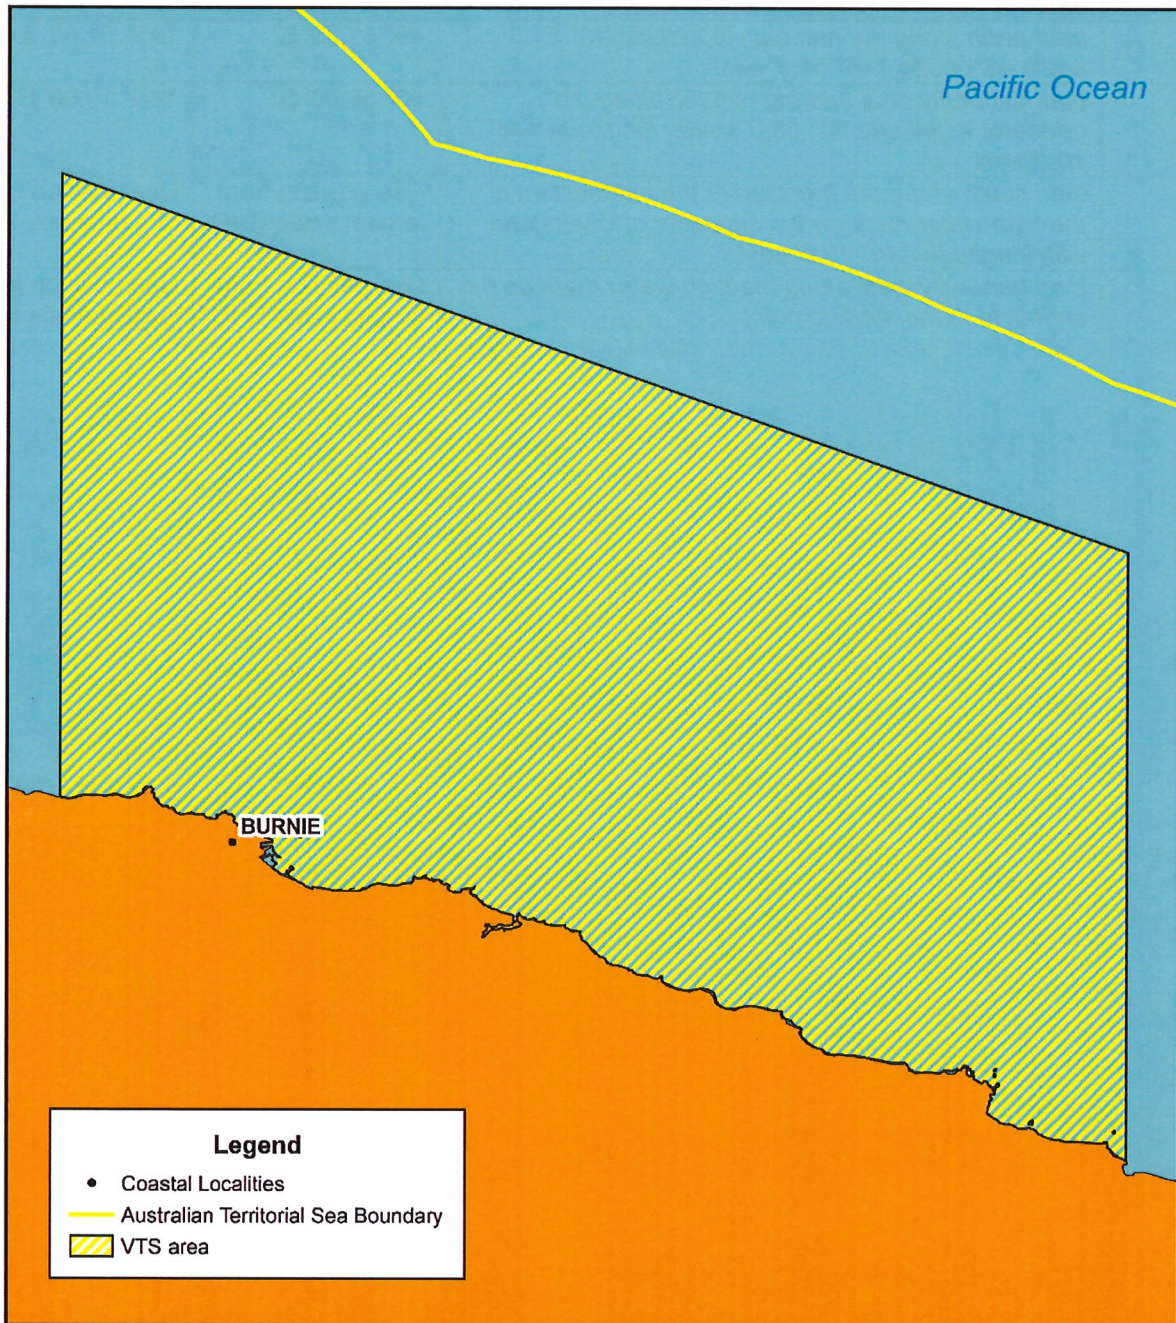 Pacific Ocean
BURNIE
Legend
Coastal Localities
Australian Territorial Sea Boundary
VTS area